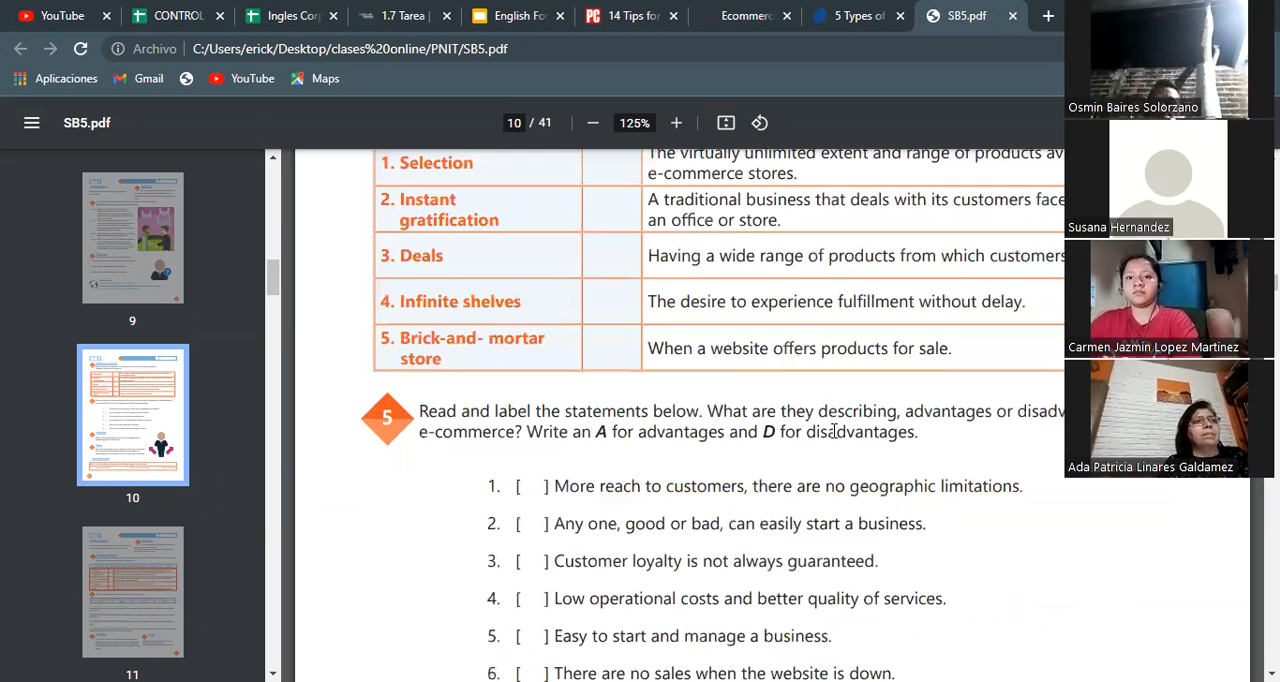 YouTube
CONTROL
Ingles Cor
1.7 Tarea |
English Fo
14 Tips for
Ecommerc
5 Types of
SB5.pdf
Archivo
C:/Users/erick/Desktop/clases%20online/PNIT/SB5.pdf
Aplicaciones
Gmail
YouTube
Maps
SB5.pdf
10 / 41
125%
9
10
11
1. Selection
The virtually unlimited extent and range of products av
e-commerce stores.
2. Instant
gratification
A traditional business that deals with its customers face
an office or store.
3. Deals
Having a wide range of products from which customers
4. Infinite shelves
The desire to experience fulfillment without delay.
5. Brick-and- mortar
store
When a website offers products for sale.
5
Read and label the statements below. What are they describing, advantages or disadv
e-commerce? Write an A for advantages and D for disadvantages.
1. [ ] More reach to customers, there are no geographic limitations.
2. [ ] Any one, good or bad, can easily start a business.
3. [ ] Customer loyalty is not always guaranteed.
4. [ ] Low operational costs and better quality of services.
5. [ ] Easy to start and manage a business.
6. [ ] There are no sales when the website is down.
Osmin Baires Solorzano
Susana Hernandez
Carmen Jazmin Lopez Martinez
Ada Patricia Linares Galdamez